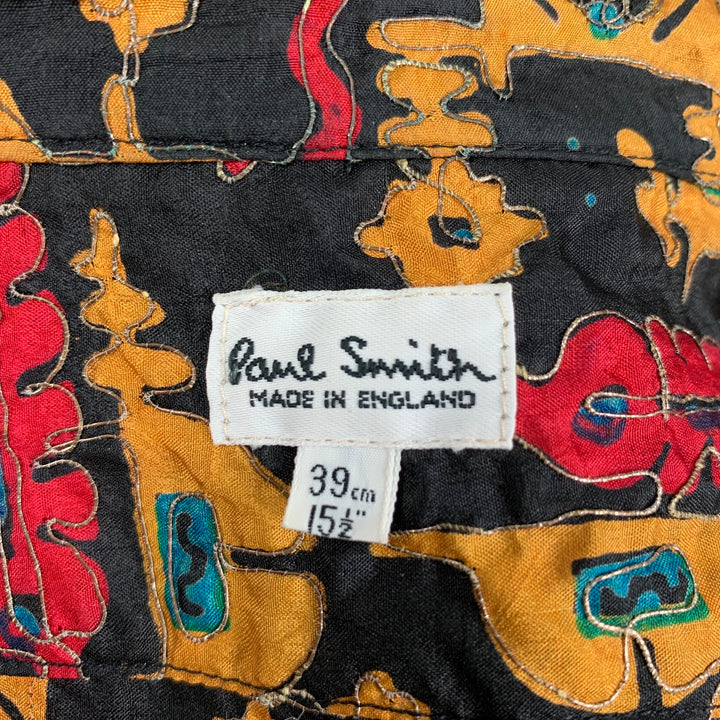 Paul Smith
MADE IN ENGLAND
39cm
15½"